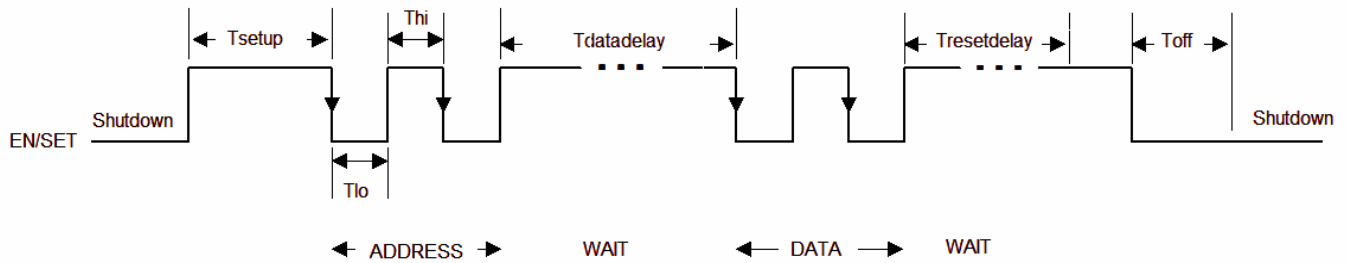 Thi
Tsetup
Tdatadelay
Tresetdelay
Toff
Shutdown
Shutdown
EN/SET
Tlo
ADDRESS
WAIT
DATA
WAIT